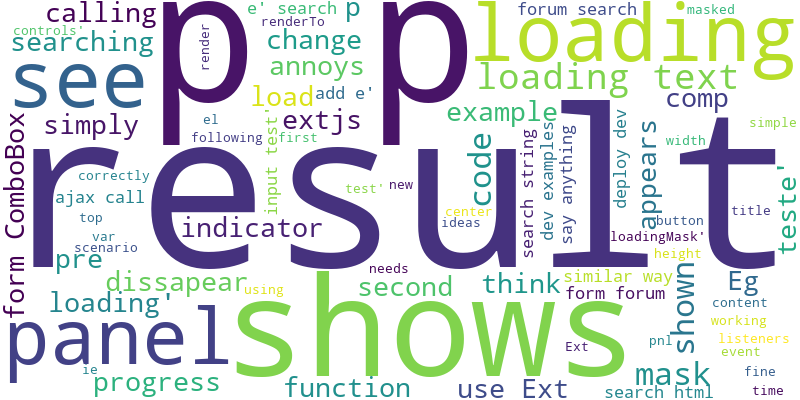 calling
e' search
p
forum search
masked
controls'
renderTo
p
p
loading
searching
render
change
annoys
see
loading text
load
add e'
example
comp
simply
el
extjs
following
first
form ComboBox
result
input test'
code
search string
dev examples
say anything
deploy dev
appears
width
simple
teste'
correctly
ajax call
test'
new
top
var
scenario
indicator
center
ideas
button
title
loadingMask'
pre
height
dissapear
needs
second
think
similar way
form forum
Eg
loading'
using
shown
content
panel
shows
working
pnl
listeners
event
Ext
ie
progress
function
use Ext
mask
search html
fine
time